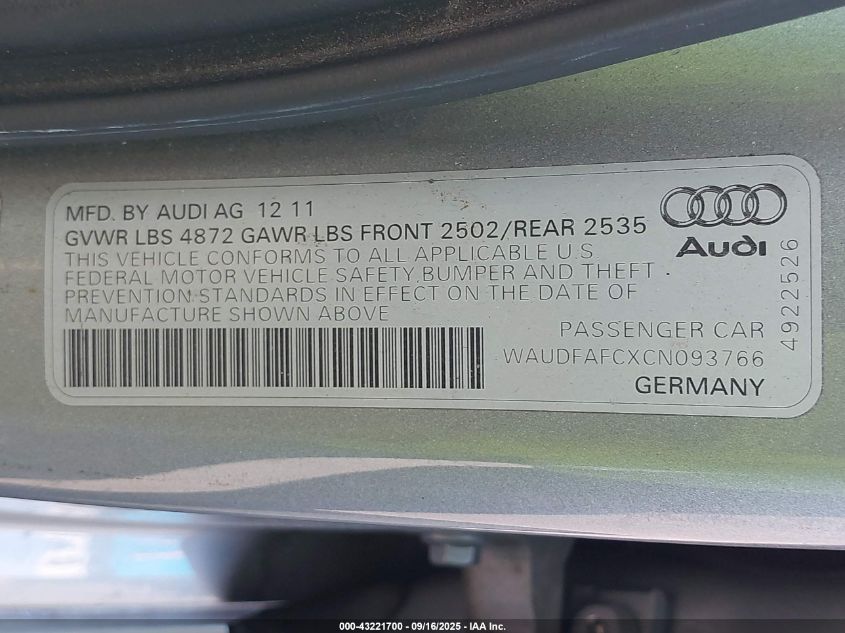 MFD. BY AUDI AG 12 11
GVWR LBS 4872 GAWR LBS FRONT 2502/REAR 2535
THIS VEHICLE CONFORMS TO ALL APPLICABLE U.S.
FEDERAL MOTOR VEHICLE SAFETY,BUMPER AND THEFT
PREVENTION STANDARDS IN EFFECT ON THE DATE OF
MANUFACTURE SHOWN ABOVE
Audi
PASSENGER CAR
WAUDFAFCXCN093766
GERMANY
4922526
000-43221700 - 09/16/2025 - IAA Inc.